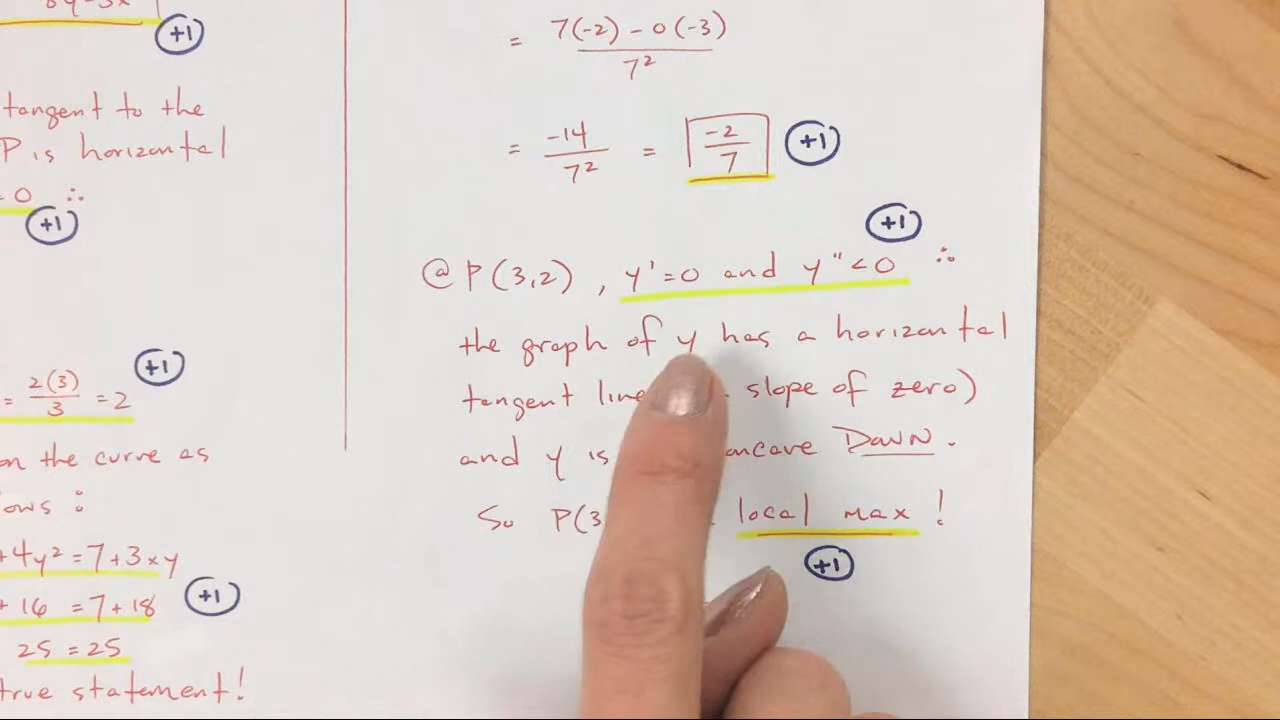 +1
tangent to the
P is horizontal
= 0 ∴
+1
= 2(3)/3 = 2
+1
on the curve as
ows :
+ 4y² = 7 + 3xy
+ 16 = 7 + 18
+1
25 = 25
true statement!
= 7(-2) - 0(-3) / 7²
= -14/7² = -2/7
+1
+1
@ P(3,2), y' = 0 and y" < 0 ∴
the graph of y has a horizontal
tangent line slope of zero)
and y is concave DOWN.
So P(3 local max!
+1